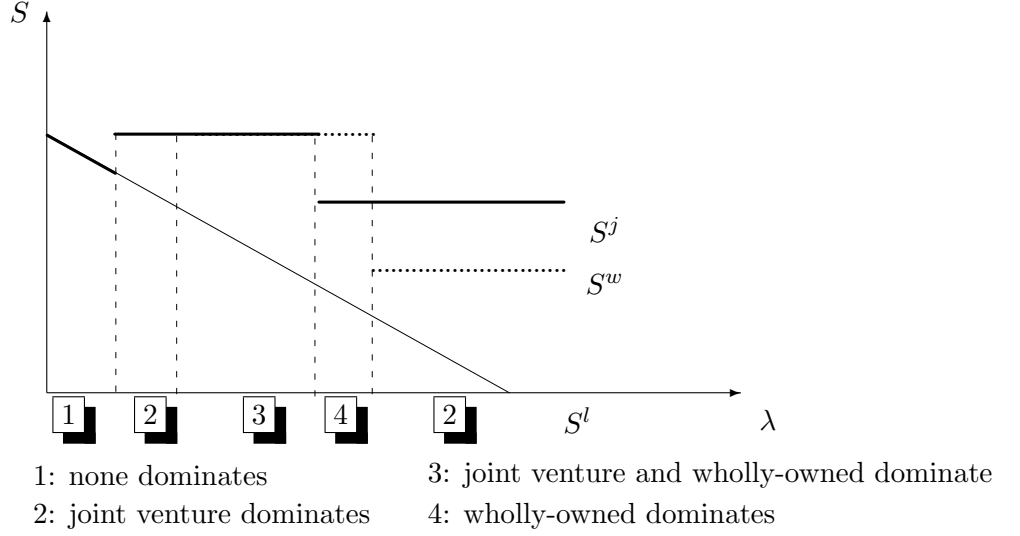 S
S^j
S^w
1 2 3 4 2
S^l
λ
1: none dominates
3: joint venture and wholly-owned dominate
2: joint venture dominates
4: wholly-owned dominates